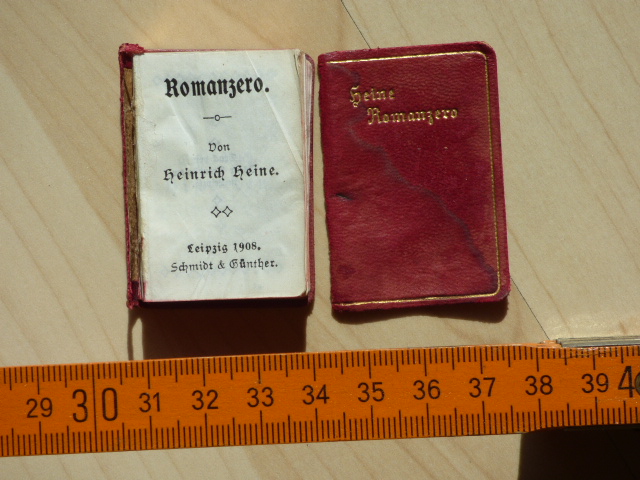 Romanzero.
Von
Heinrich Heine.
Leipzig 1908.
Schmidt & Günther.
Heine
Romanzero
29 30 31 32 33 34 35 36 37 38 39